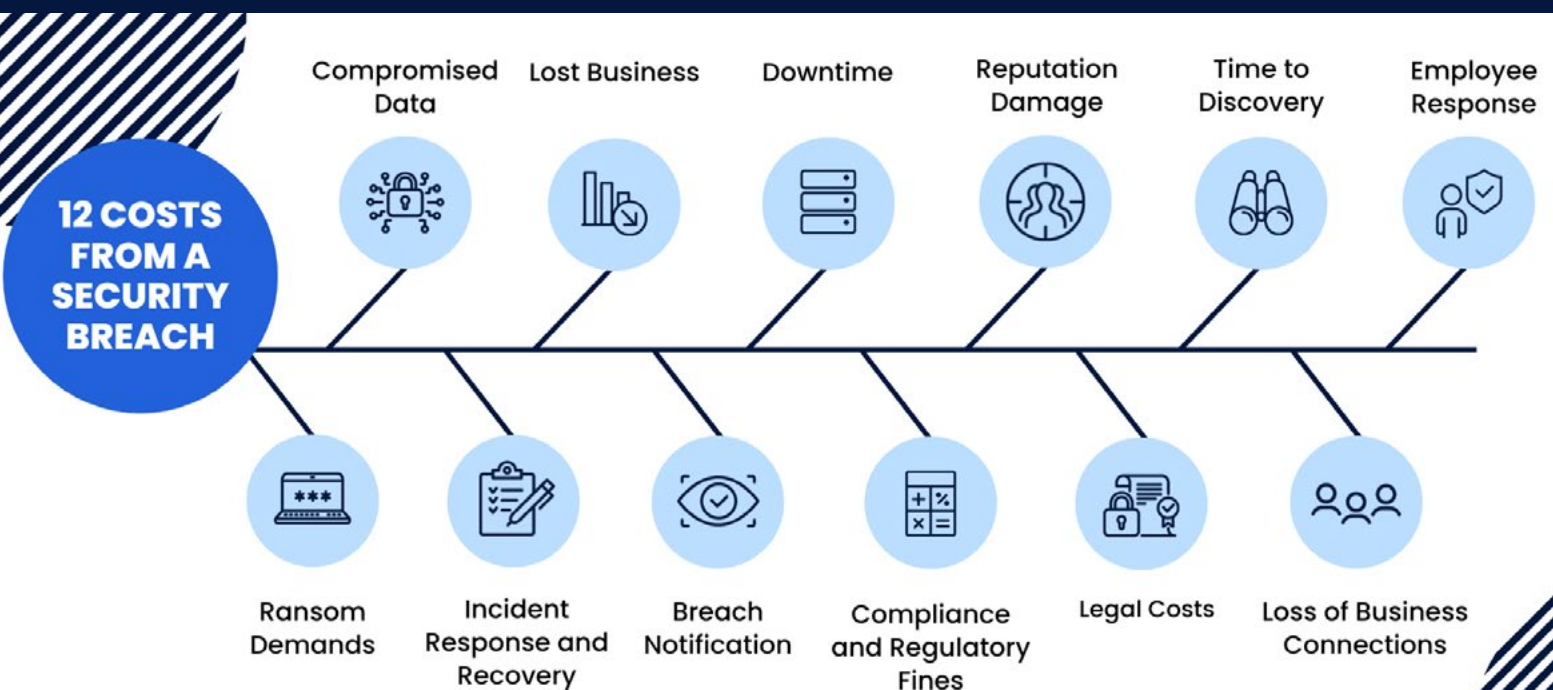 12 COSTS
FROM A
SECURITY
BREACH
Compromised
Data
Lost Business
Downtime
Reputation
Damage
Time to
Discovery
Employee
Response
Ransom
Demands
Incident
Response and
Recovery
Breach
Notification
Compliance
and Regulatory
Fines
Legal Costs
Loss of Business
Connections